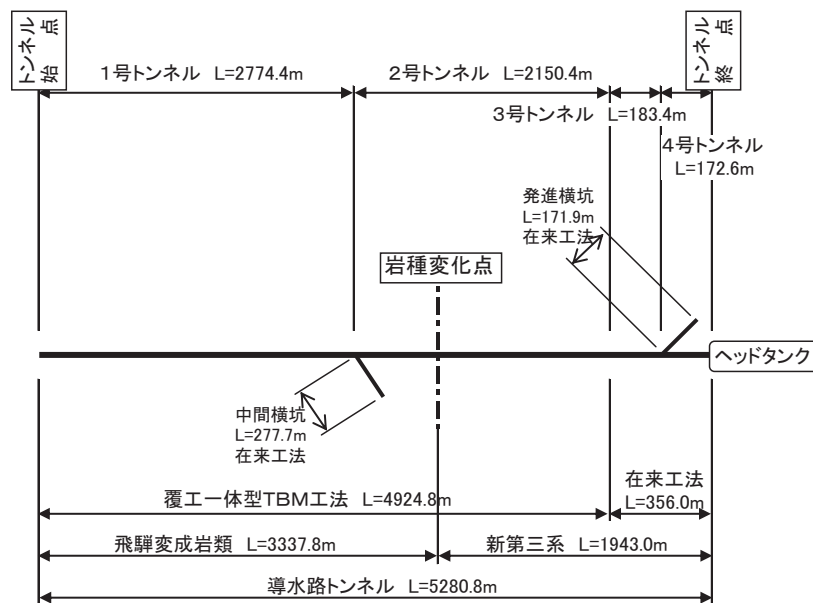 トンネル
始点
トンネル
終点
1号トンネル L=2774.4m
2号トンネル L=2150.4m
3号トンネル L=183.4m
4号トンネル
L=172.6m
発進横坑
L=171.9m
在来工法
岩種変化点
ヘッドタンク
中間横坑
L=277.7m
在来工法
覆工一体型TBM工法 L=4924.8m
在来工法
L=356.0m
飛騨変成岩類 L=3337.8m
新第三系 L=1943.0m
導水路トンネル L=5280.8m